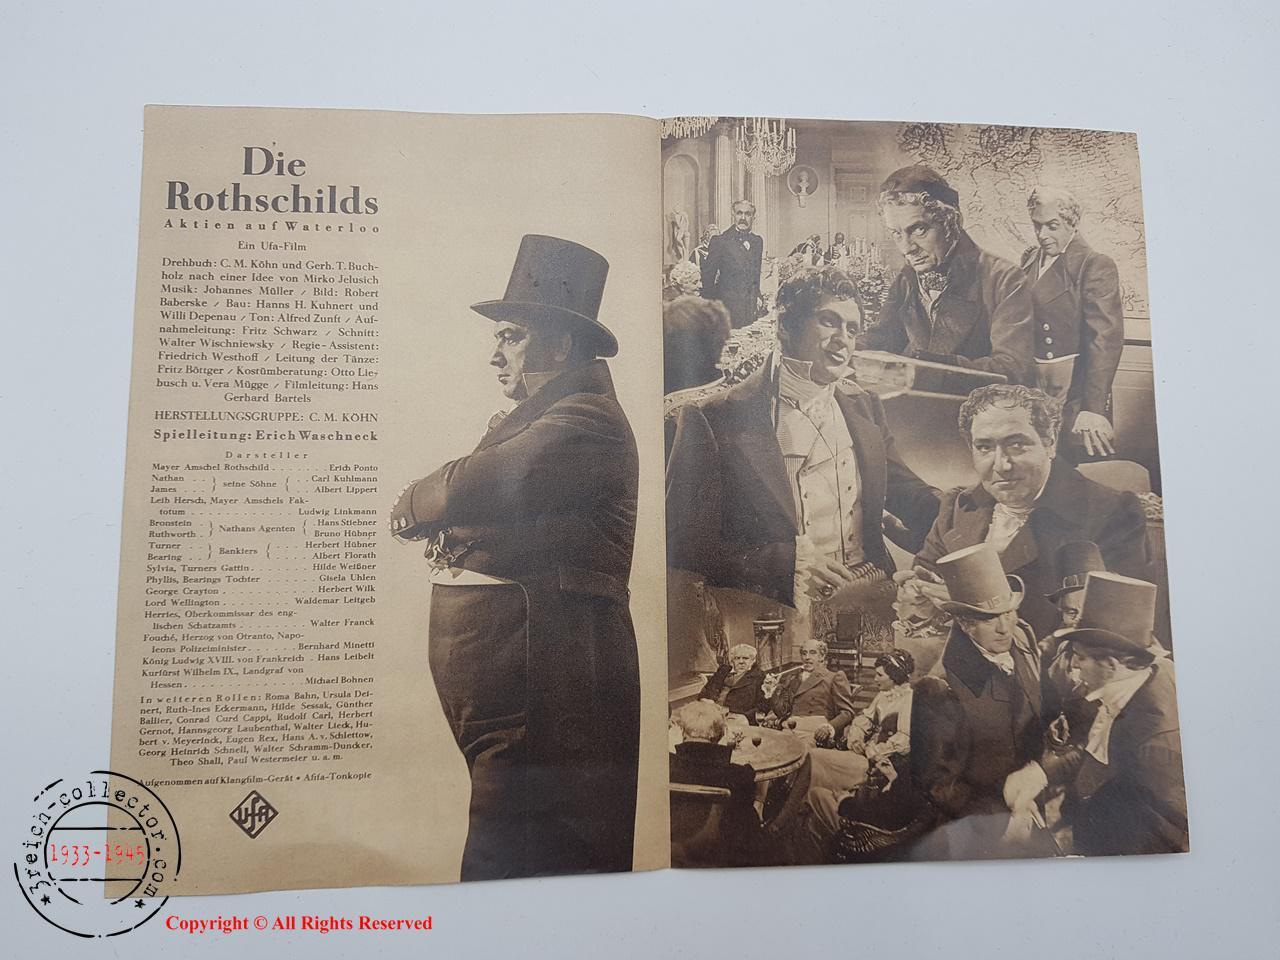 Die
Rothschilds
Aktien auf Waterloo
Ein Ufa-Film
Drehbuch: C. M. Köhn und Gerh. T. Buch-
holz nach einer Idee von Mirko Jelusich
Musik: Johannes Müller / Bild: Robert
Baberske / Bau: Hanns H. Kuhnert und
Willi Depenau / Ton: Alfred Zunft / Auf-
nahmeleitung: Fritz Schwarz / Schnitt:
Walter Wischniewsky / Regie-Assistent:
Friedrich Westhoff / Leitung der Tänze:
Fritz Böttger / Kostümberatung: Otto Lie-
busch u. Vera Mügge / Filmleitung: Hans
Gerhard Bartels
HERSTELLUNGSGRUPPE: C. M. KÖHN
Spielleitung: Erich Waschneck
Darsteller
Mayer Amschel Rothschild . . . . . . . Erich Ponto
Nathan . . } seine Söhne { . . Carl Kuhlmann
James . . . } seine Söhne { . . Albert Lippert
Leib Hersch, Mayer Amschels Fak-
totum . . . . . . . . . . . . Ludwig Linkmann
Bronstein . . } Nathans Agenten { . Hans Stiebner
Ruthworth . } Nathans Agenten { Bruno Hübner
Turner . . . } Bankiers { . . . . Herbert Hübner
Bearing . . . } Bankiers { . . . . Albert Florath
Sylvia, Turners Gattin . . . . . . . Hilde Weißner
Phyllis, Bearings Tochter . . . . . . Gisela Uhlen
George Crayton . . . . . . . . . . . Herbert Wilk
Lord Wellington . . . . . . . . . Waldemar Leitgeb
Herries, Oberkommissar des eng-
lischen Schatzamts . . . . . . . Walter Franck
Fouché, Herzog von Otranto, Napo-
leons Polizeiminister . . . . . Bernhard Minetti
König Ludwig XVIII. von Frankreich . Hans Leibelt
Kurfürst Wilhelm IX., Landgraf von
Hessen . . . . . . . . . . . . . Michael Bohnen
In weiteren Rollen: Roma Bahn, Ursula Dei-
nert, Ruth-Ines Eckermann, Hilde Sessak, Günther
Ballier, Conrad Curd Cappi, Rudolf Carl, Herbert
Gernot, Hannsgeorg Laubenthal, Walter Lieck, Hu-
bert v. Meyerinck, Eugen Rex, Hans A. v. Schlettow,
Georg Heinrich Schnell, Walter Schramm-Duncker,
Theo Shall, Paul Westermeier u. a. m.
Aufgenommen auf Klangfilm-Gerät • Afifa-Tonkopie
Ufa
3reich-collector.com
1933-1945
Copyright © All Rights Reserved